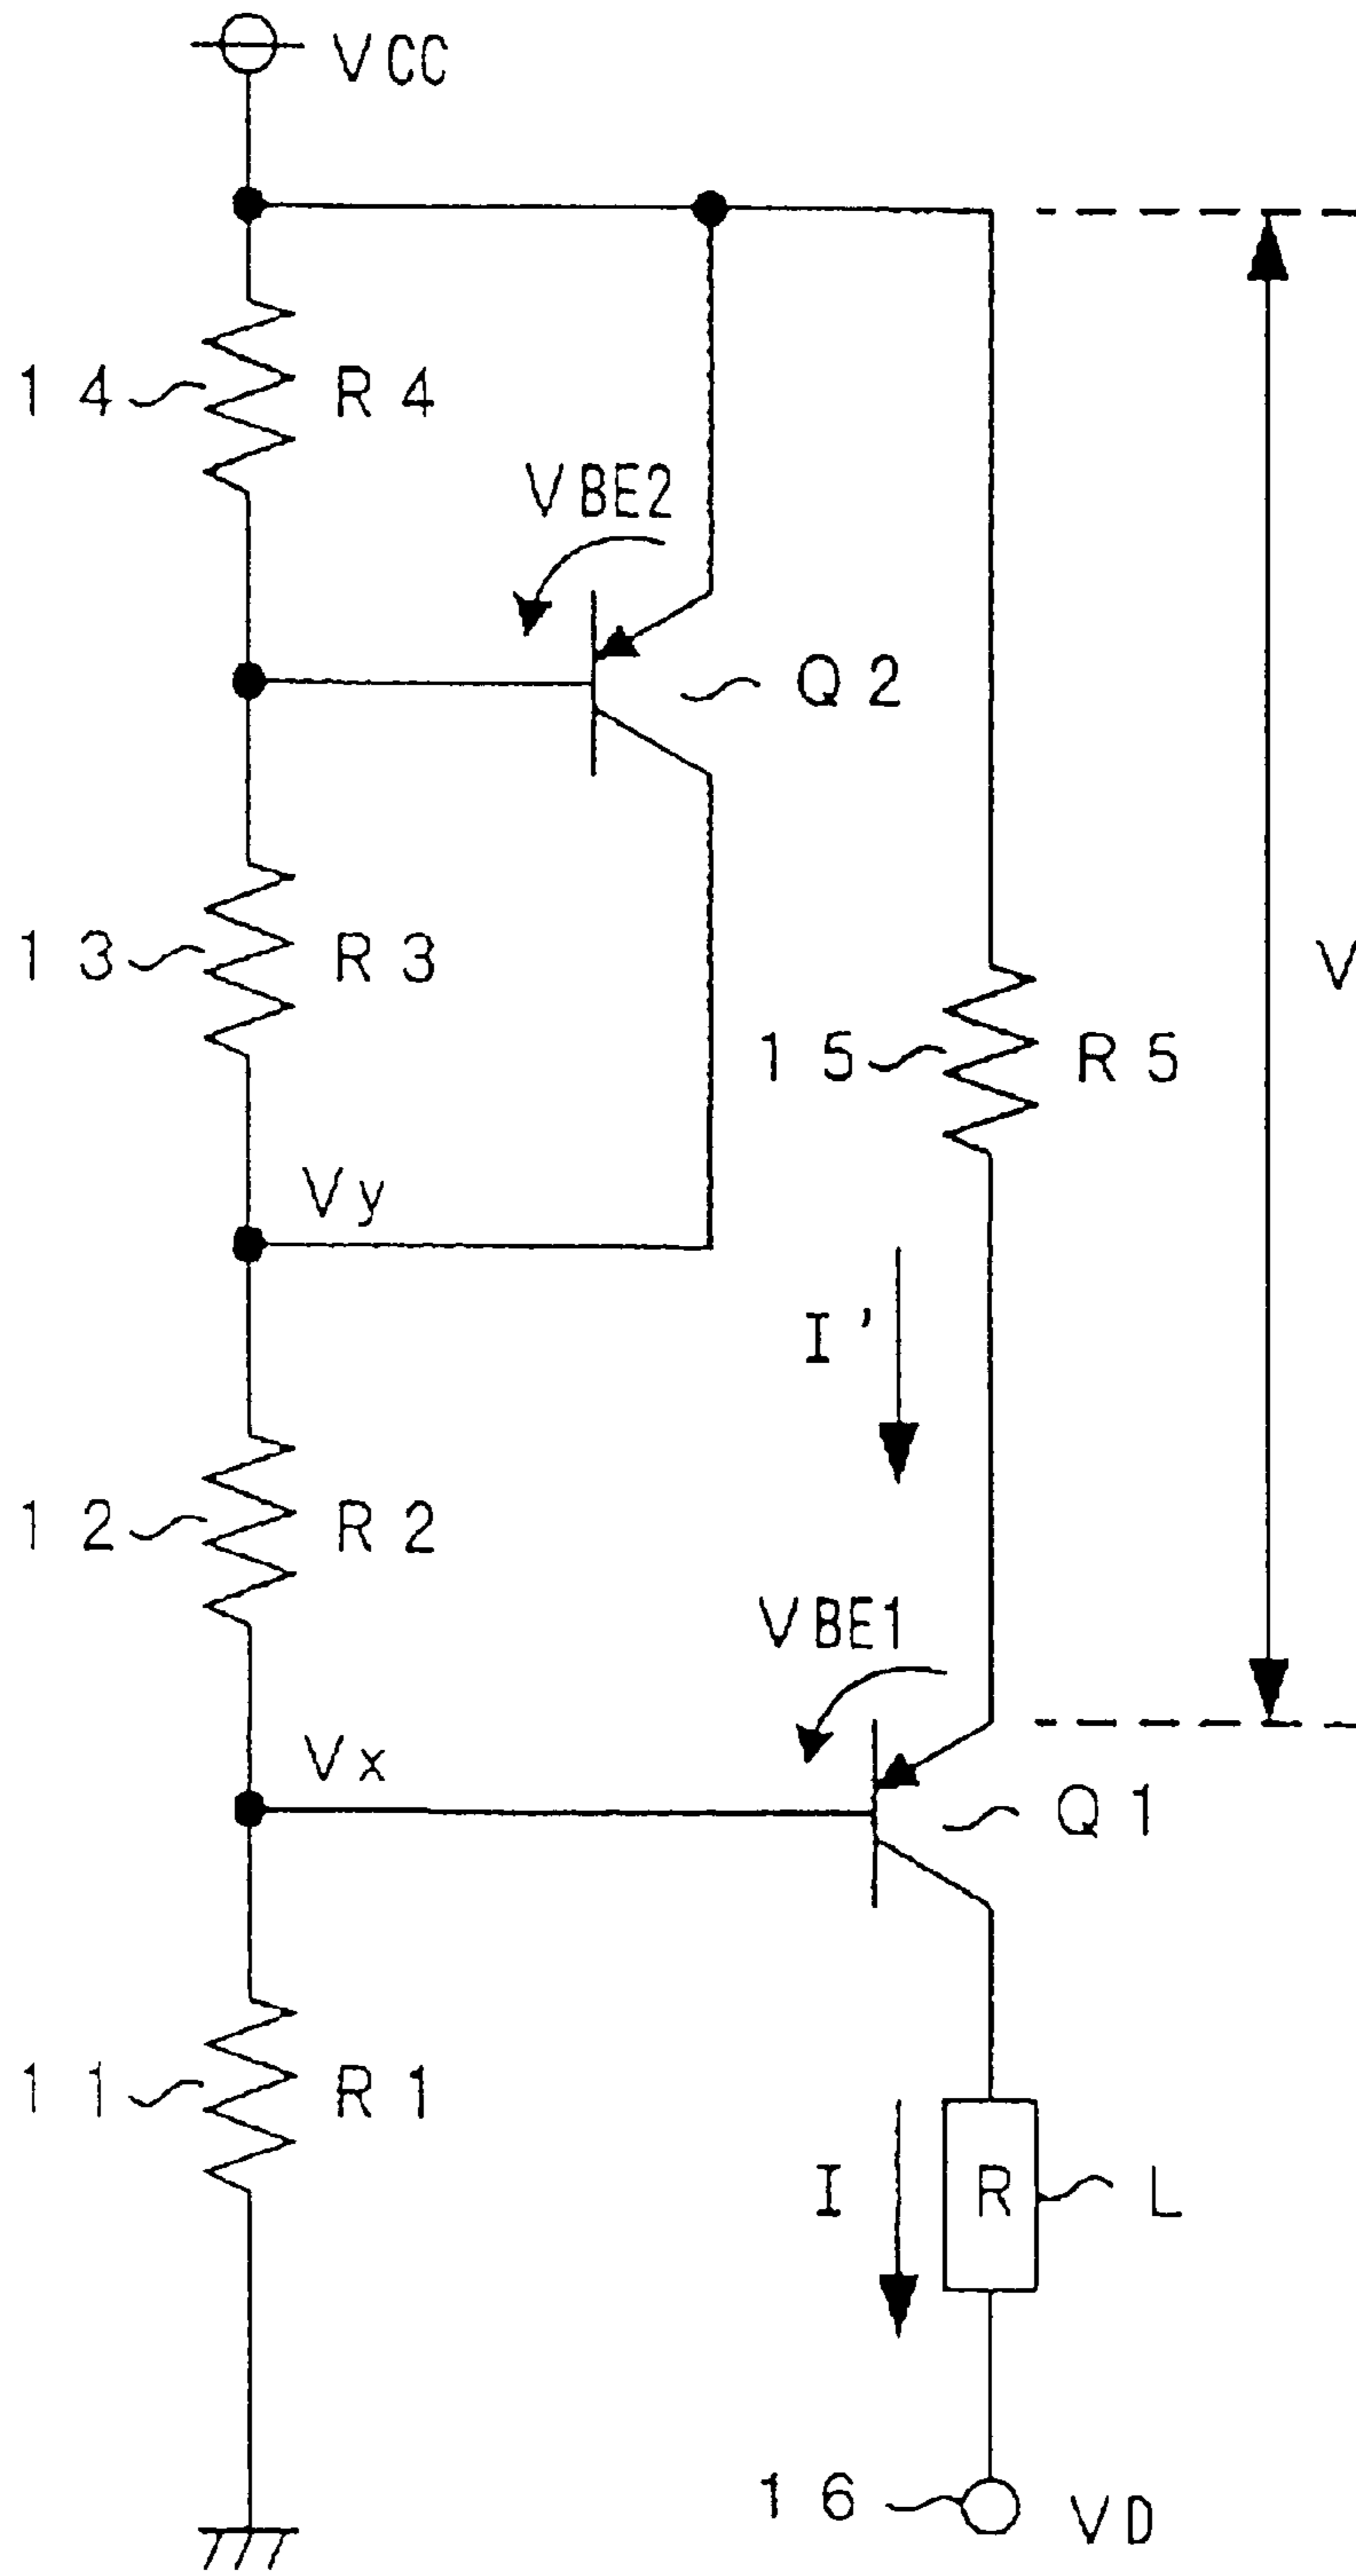 VCC
14 R4
VBE2
Q2
13 R3
V
15 R5
Vy
I'
12 R2
VBE1
Vx
Q1
11 R1
I R L
16 VD